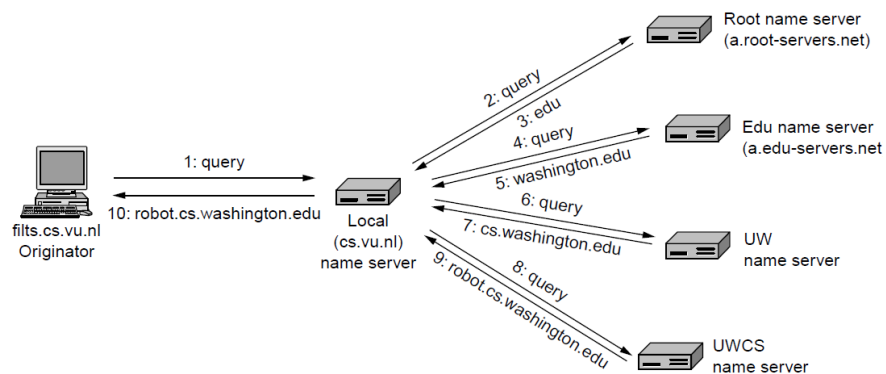 Root name server
(a.root-servers.net)
2: query
3: edu
4: query
Edu name server
(a.edu-servers.net
1: query
5: washington.edu
6: query
10: robot.cs.washington.edu
7: cs.washington.edu
filts.cs.vu.nl
Originator
Local
(cs.vu.nl)
name server
UW
name server
8: query
9: robot.cs.washington.edu
UWCS
name server